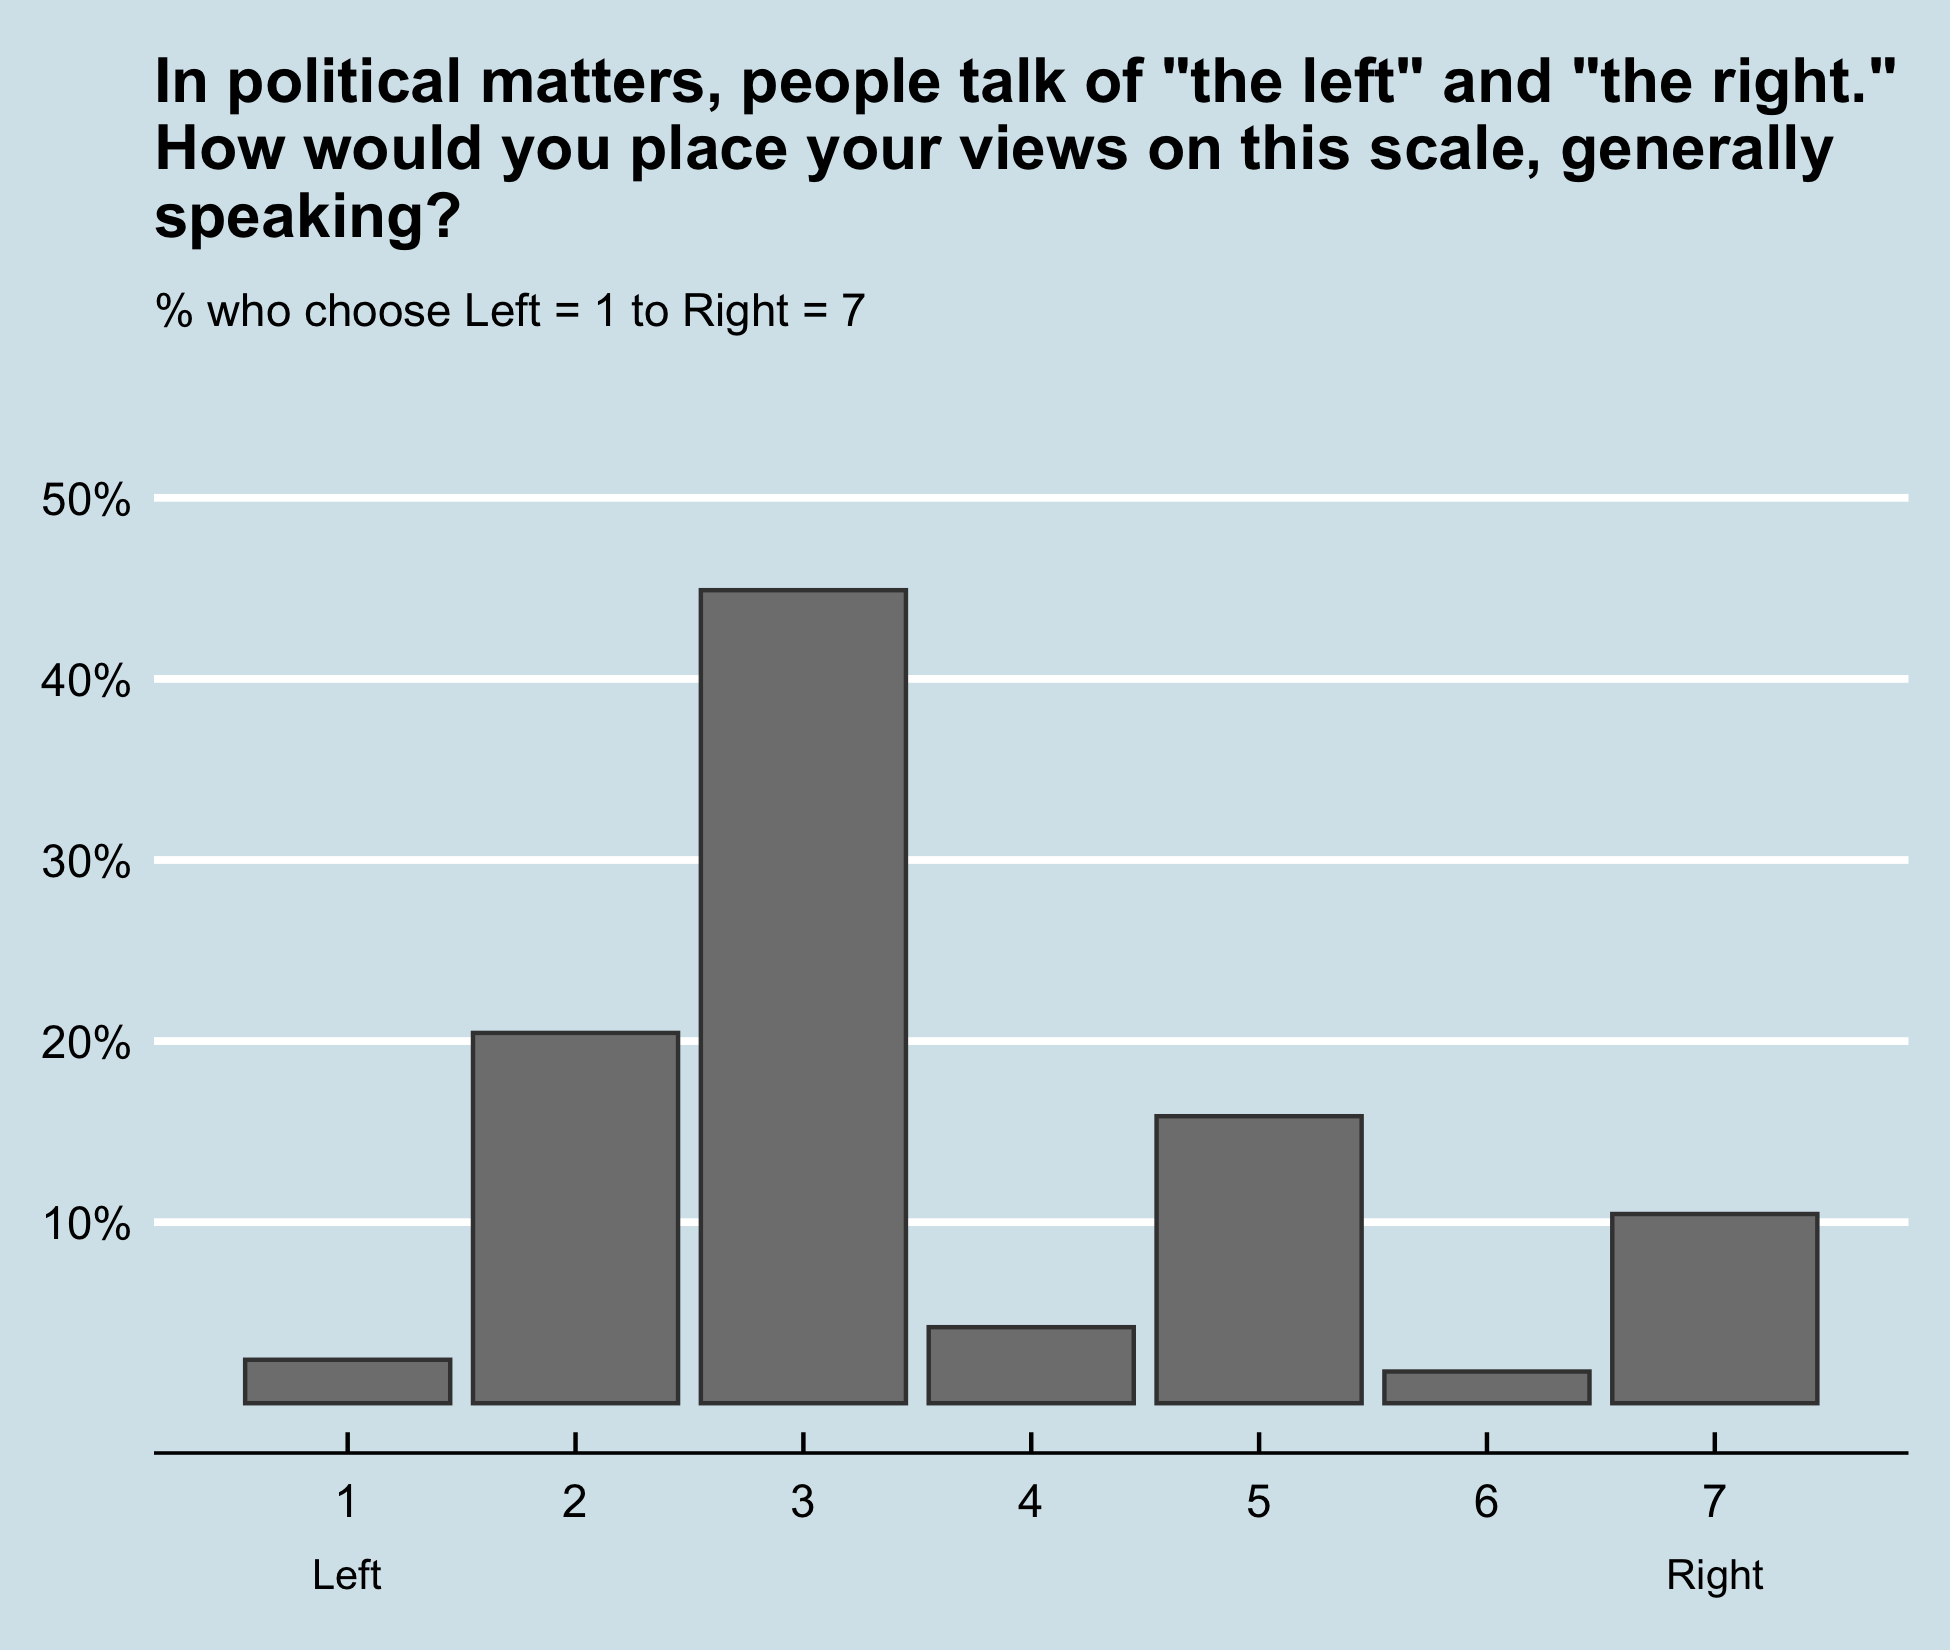 In political matters, people talk of "the left" and "the right."
How would you place your views on this scale, generally
speaking?
% who choose Left = 1 to Right = 7
50%
40%
30%
20%
10%
1 2 3 4 5 6 7
Left Right